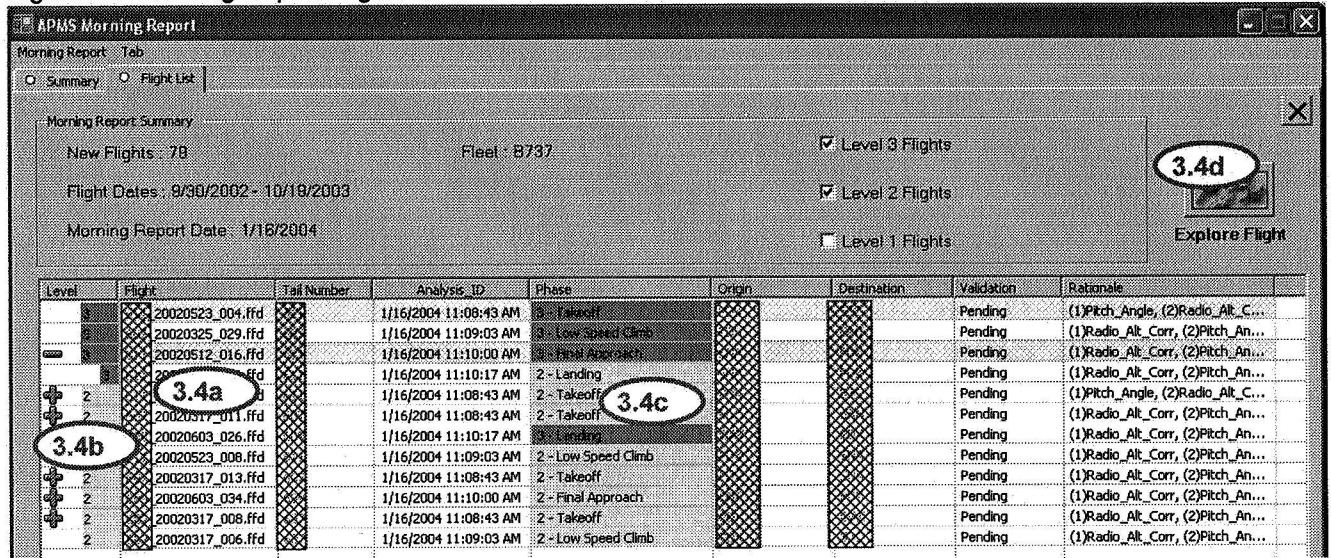 APMS Morning Report
Morning Report Tab
Summary Flight List
Morning Report Summary
New Flights : 78 Fleet : B737
Level 3 Flights
Flight Dates : 9/30/2002 - 10/18/2003
Level 2 Flights
Morning Report Date : 1/16/2004
Level 1 Flights
3.4d
Explore Flight
Level Flight Tail Number Analysis_ID Phase Origin Destination Validation Rationale
3 20020523_004.ffd 1/16/2004 11:08:43 AM 3 - Takeoff Pending (1)Pitch_Angle, (2)Radio_Alt_C...
3 20020325_029.ffd 1/16/2004 11:09:03 AM 3 - Low Speed Climb Pending (1)Radio_Alt_Corr, (2)Pitch_An...
3 20020512_016.ffd 1/16/2004 11:10:00 AM 3 - Final Approach Pending (1)Radio_Alt_Corr, (2)Pitch_An...
3 .ffd 1/16/2004 11:10:17 AM 2 - Landing Pending (1)Radio_Alt_Corr, (2)Pitch_An...
2 1/16/2004 11:08:43 AM 2 - Takeoff Pending (1)Pitch_Angle, (2)Radio_Alt_C...
2 20020317_011.ffd 1/16/2004 11:08:43 AM 2 - Takeoff Pending (1)Radio_Alt_Corr, (2)Pitch_An...
20020603_026.ffd 1/16/2004 11:10:17 AM 3 - Landing Pending (1)Radio_Alt_Corr, (2)Pitch_An...
20020523_008.ffd 1/16/2004 11:09:03 AM 2 - Low Speed Climb Pending (1)Radio_Alt_Corr, (2)Pitch_An...
2 20020317_013.ffd 1/16/2004 11:08:43 AM 2 - Takeoff Pending (1)Radio_Alt_Corr, (2)Pitch_An...
2 20020603_034.ffd 1/16/2004 11:10:00 AM 2 - Final Approach Pending (1)Radio_Alt_Corr, (2)Pitch_An...
2 20020317_008.ffd 1/16/2004 11:08:43 AM 2 - Takeoff Pending (1)Radio_Alt_Corr, (2)Pitch_An...
2 20020317_006.ffd 1/16/2004 11:09:03 AM 2 - Low Speed Climb Pending (1)Radio_Alt_Corr, (2)Pitch_An...
3.4a
3.4c
3.4b